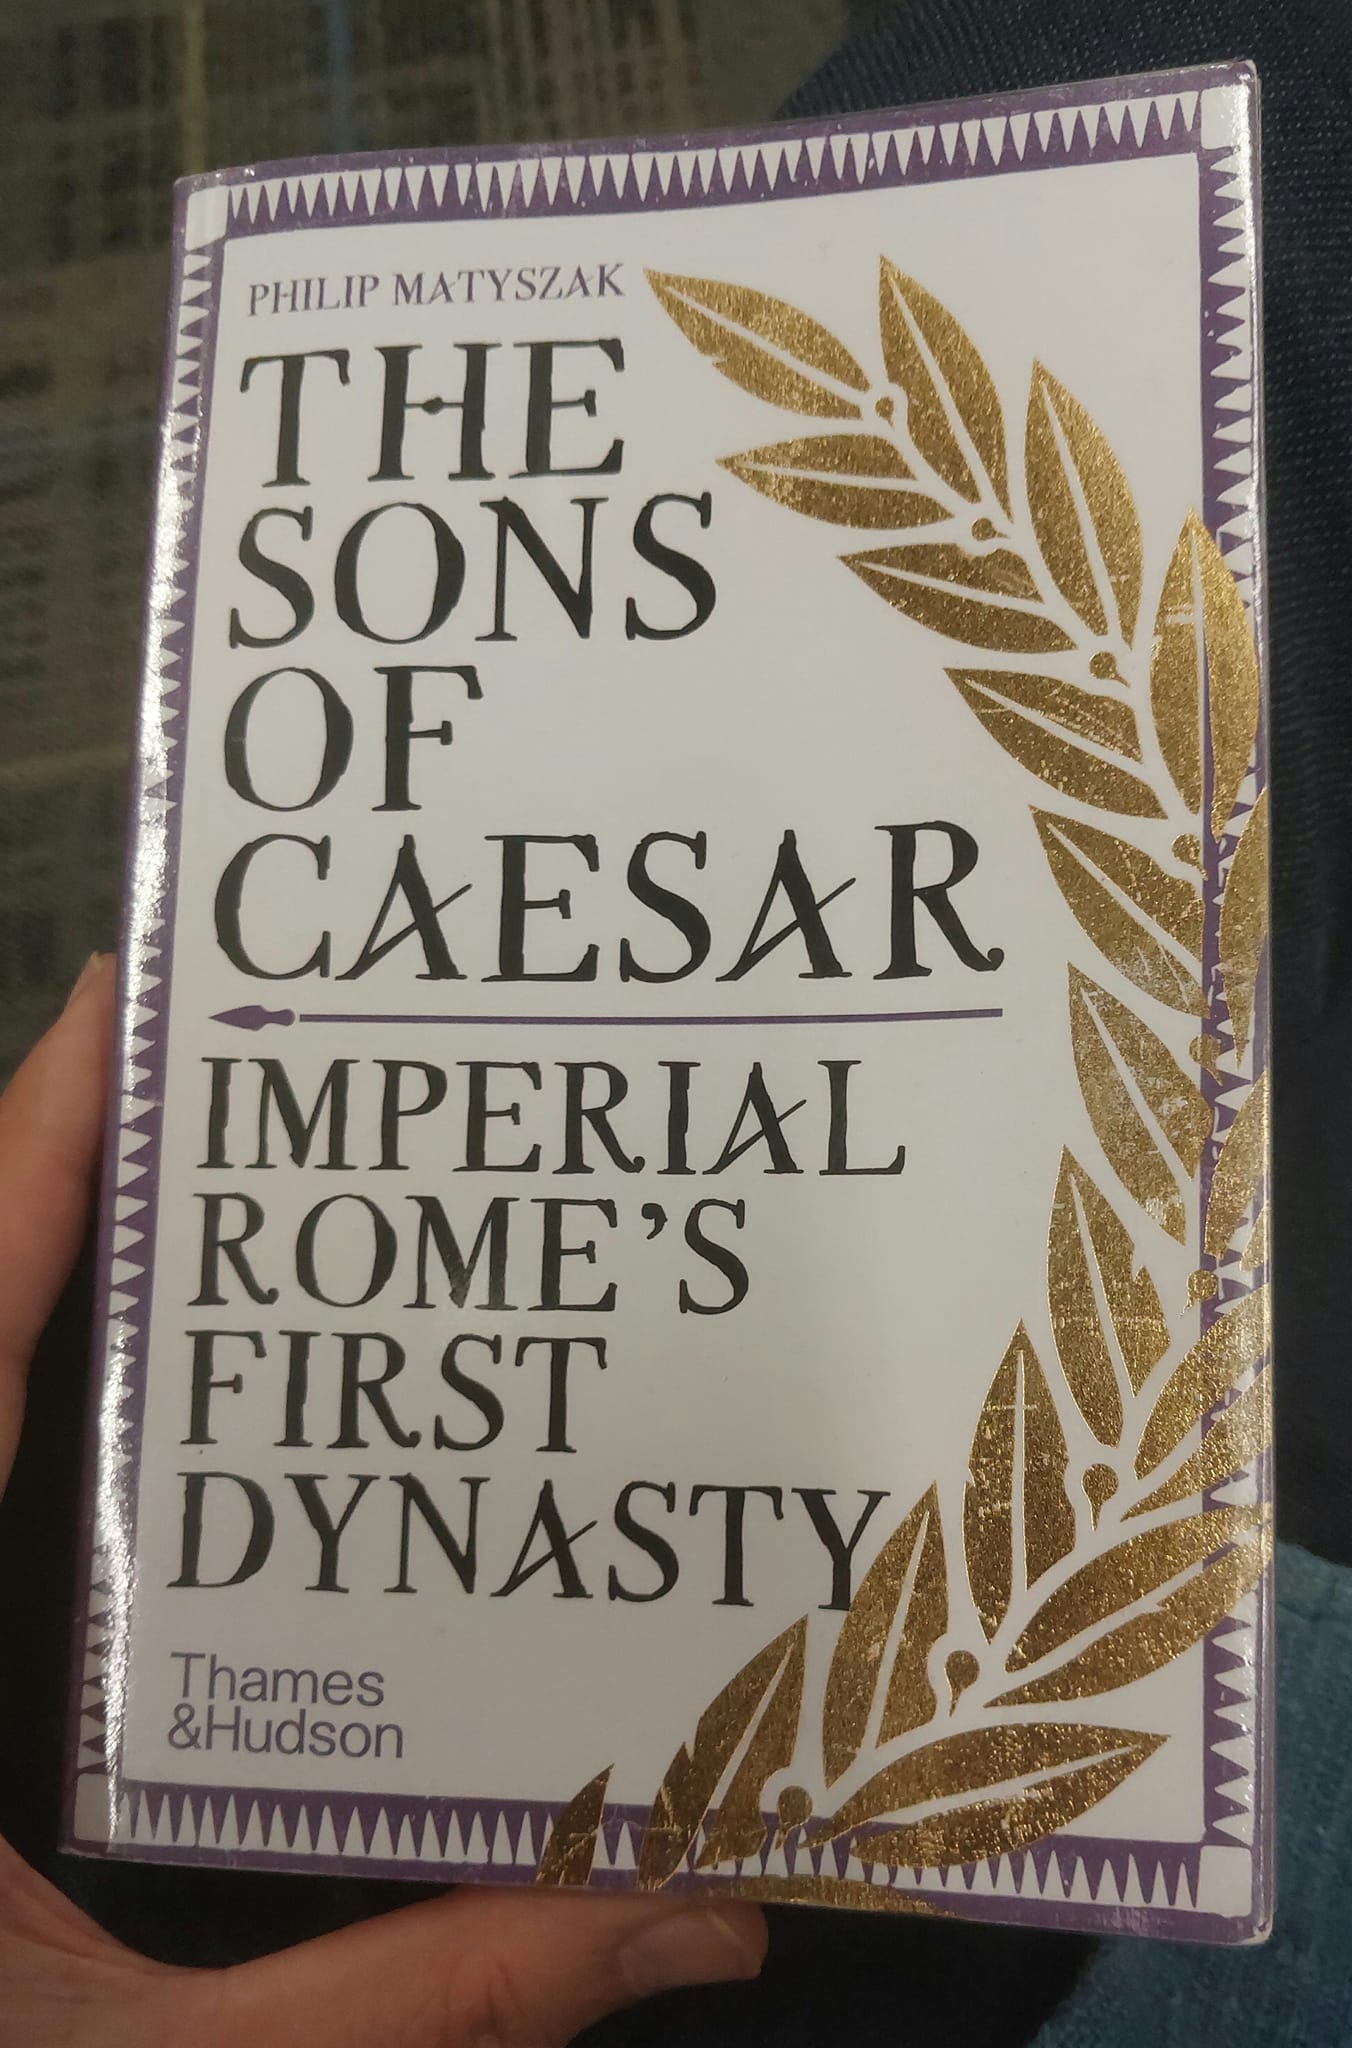 PHILIP MATYSZAK
THE
SONS
OF
CAESAR
IMPERIAL
ROME'S
FIRST
DYNASTY
Thames
&Hudson